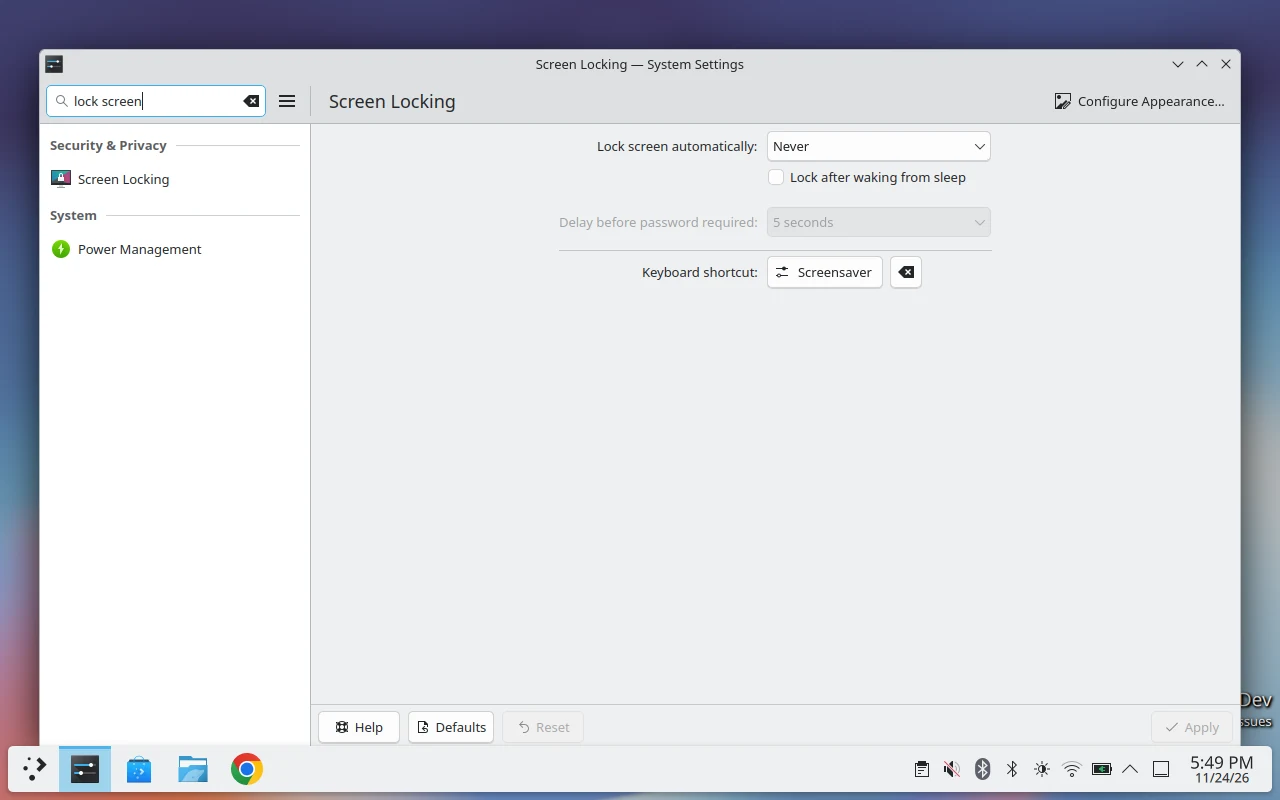 Screen Locking — System Settings
lock screen
Screen Locking
Configure Appearance...
Security & Privacy
Screen Locking
System
Power Management
Lock screen automatically: Never
Lock after waking from sleep
Delay before password required: 5 seconds
Keyboard shortcut: Screensaver
Help
Defaults
Reset
Apply
Dev
ssues
5:49 PM
11/24/26